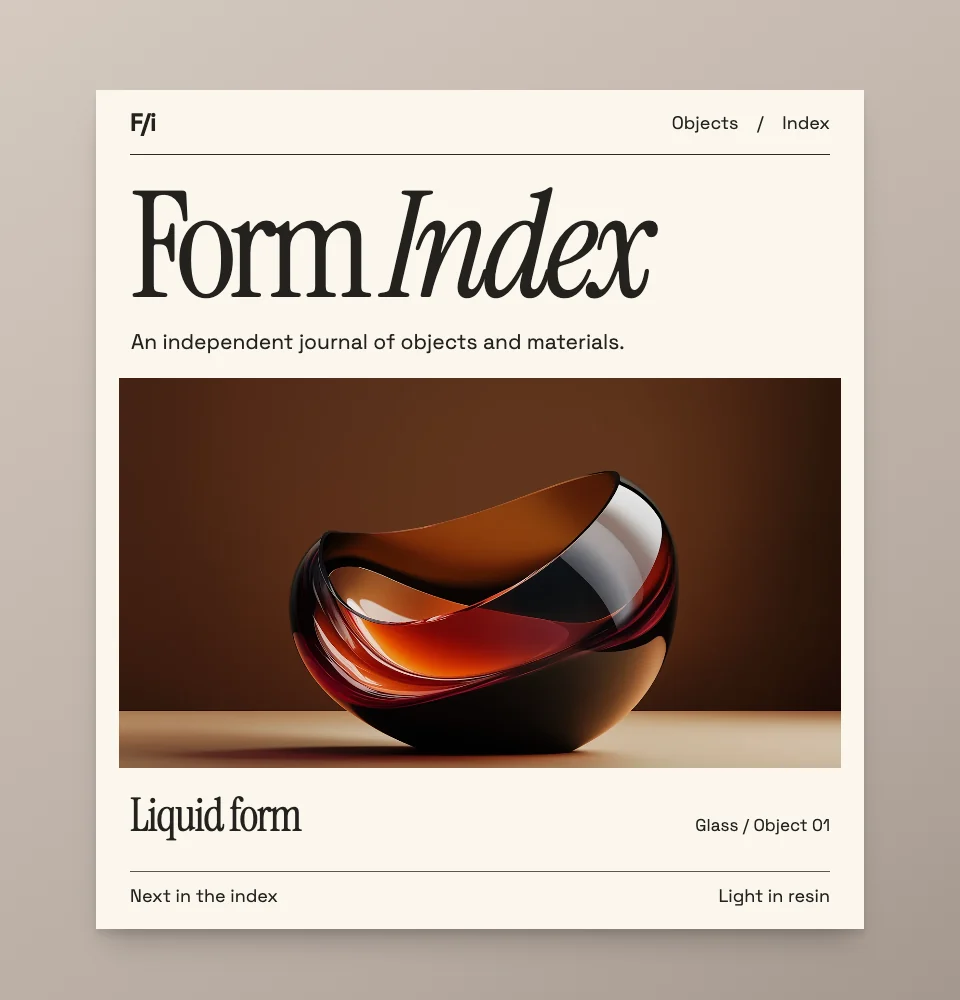 F/i
Objects / Index
Form Index
An independent journal of objects and materials.
Liquid form
Glass / Object 01
Next in the index
Light in resin